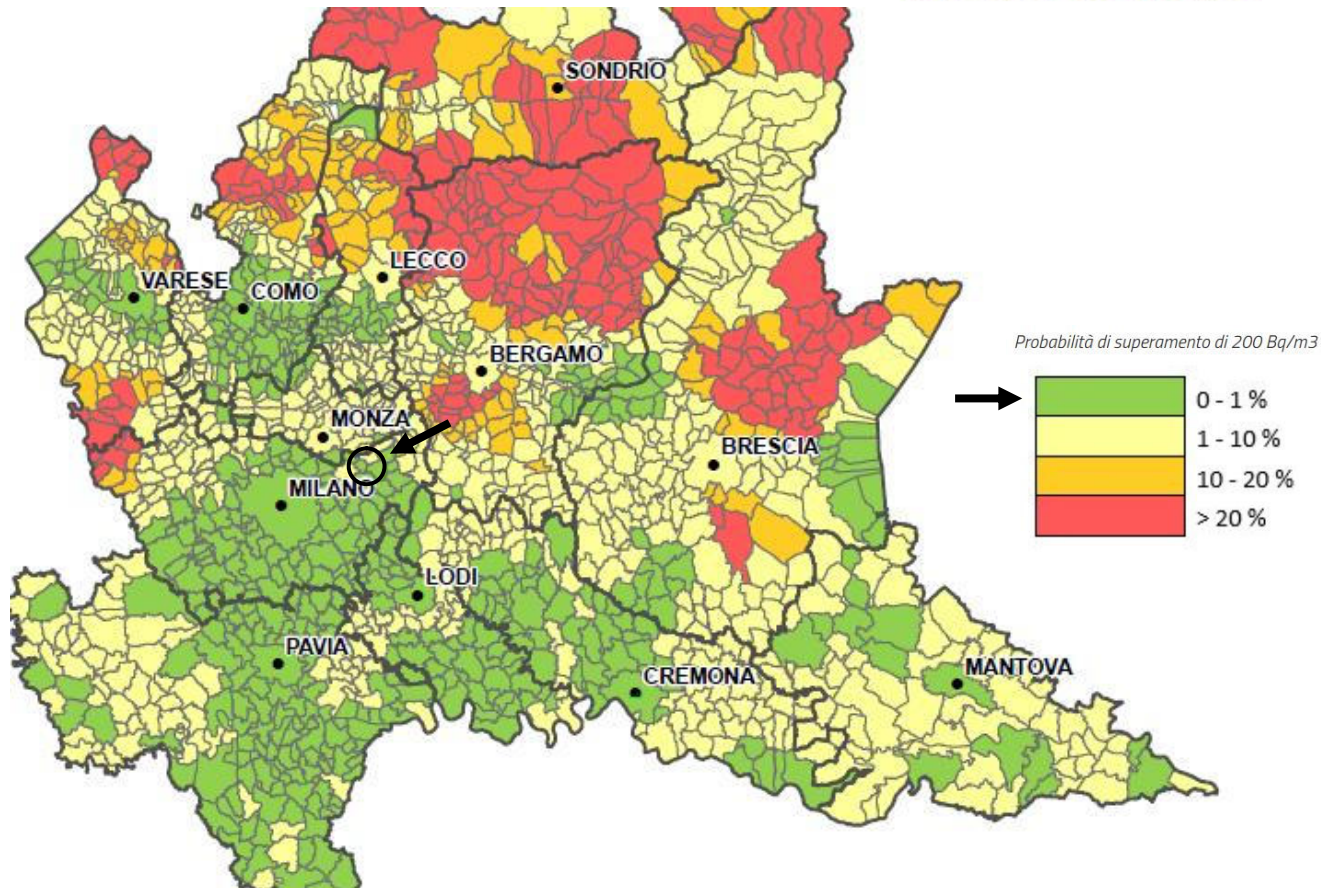 SONDRIO
LECCO
VARESE
COMO
BERGAMO
MONZA
BRESCIA
MILANO
LODI
PAVIA
CREMONA
MANTOVA
Probabilità di superamento di 200 Bq/m3
0 - 1 %
1 - 10 %
10 - 20 %
> 20 %